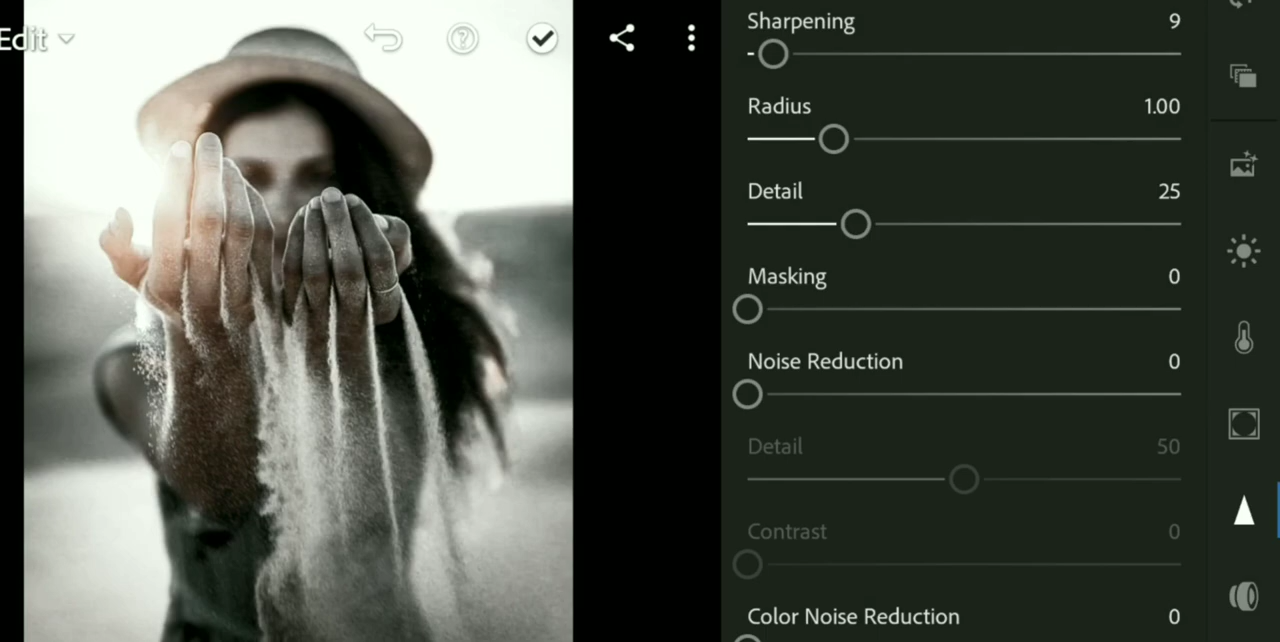 Edit
Sharpening 9
Radius 1.00
Detail 25
Masking 0
Noise Reduction 0
Detail 50
Contrast 0
Color Noise Reduction 0